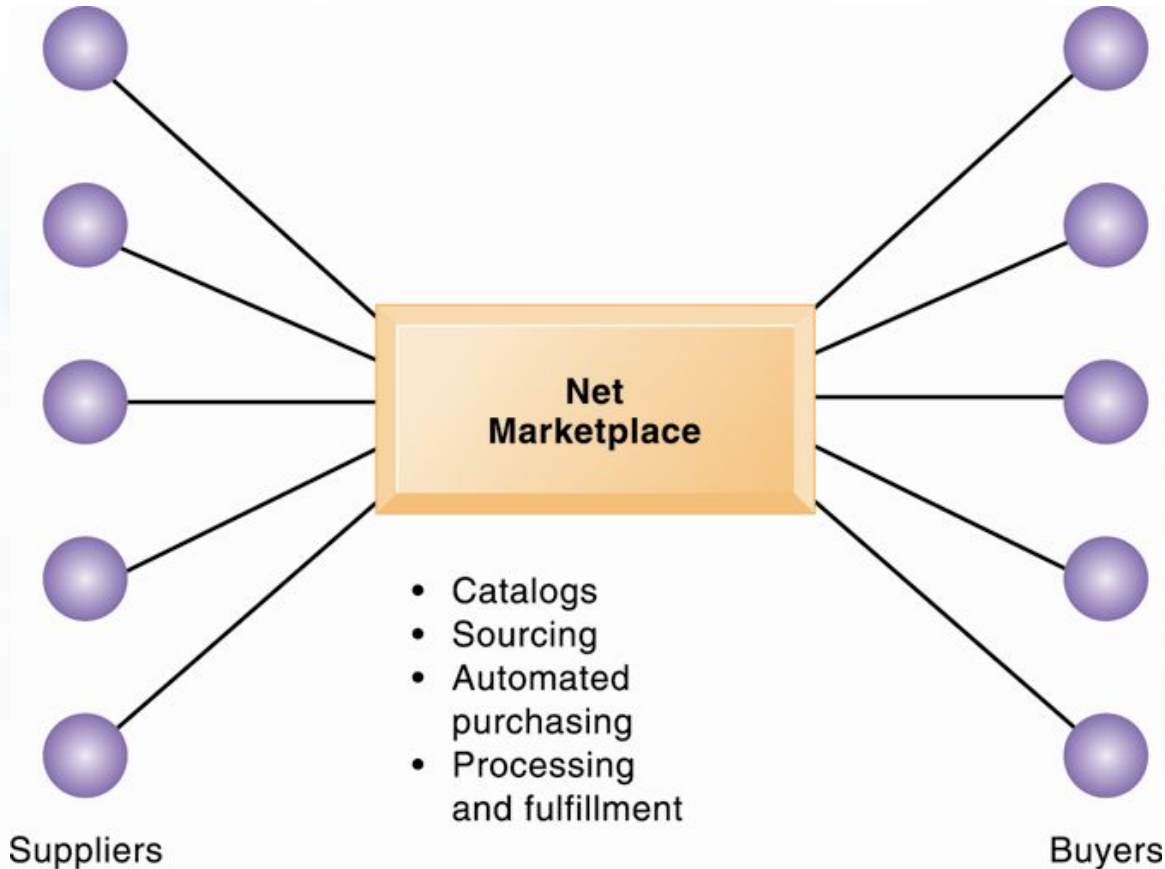 Net
Marketplace
• Catalogs
• Sourcing
• Automated
purchasing
• Processing
and fulfillment
Suppliers
Buyers